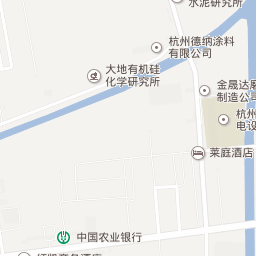 水泥研究所
杭州德纳涂料
有限公司
大地有机硅
化学研究所
金晟达
制造公
杭州
电设
莱庭酒店
中国农业银行